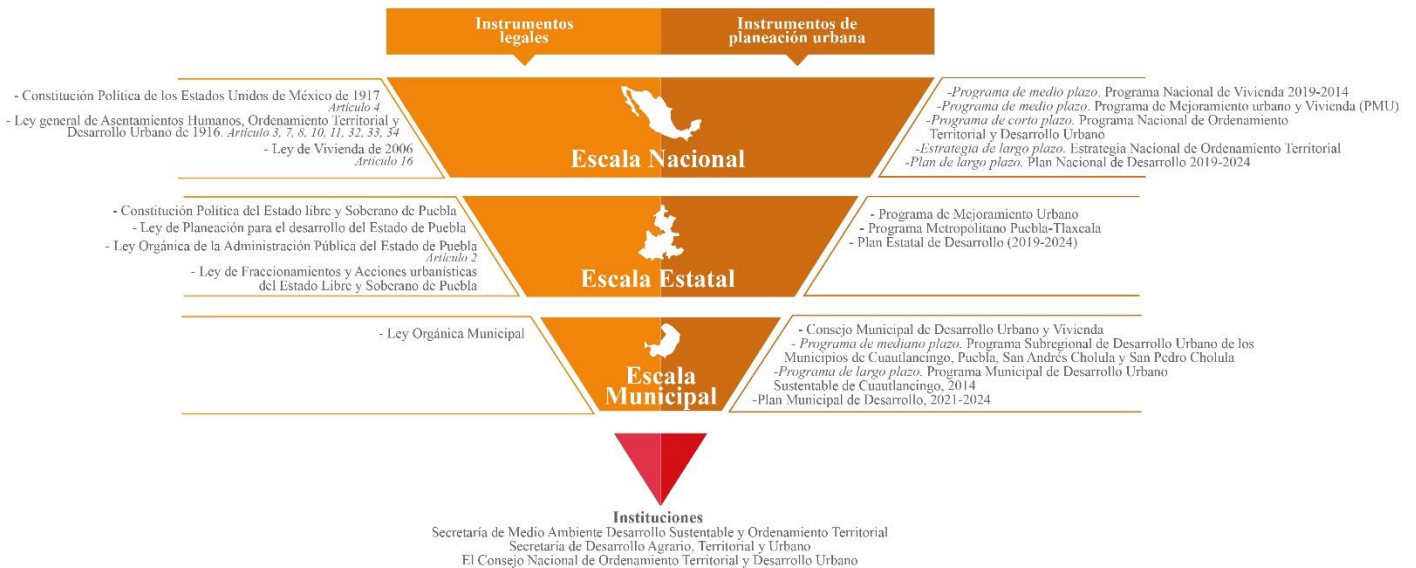 Instrumentos
legales
Instrumentos de
planeación urbana
- Constitución Política de los Estados Unidos de México de 1917
Artículo 4
- Ley general de Asentamientos Humanos, Ordenamiento Territorial y
Desarrollo Urbano de 1916. Artículo 3, 7, 8, 10, 11, 32, 33, 34
- Ley de Vivienda de 2006
Artículo 16
Escala Nacional
-Programa de medio plazo. Programa Nacional de Vivienda 2019-2014
-Programa de medio plazo. Programa de Mejoramiento urbano y Vivienda (PMU)
-Programa de corto plazo. Programa Nacional de Ordenamiento
Territorial y Desarrollo Urbano
-Estrategia de largo plazo. Estrategia Nacional de Ordenamiento Territorial
-Plan de largo plazo. Plan Nacional de Desarrollo 2019-2024
- Constitución Política del Estado libre y Soberano de Puebla
- Ley de Planeación para el desarrollo del Estado de Puebla
- Ley Orgánica de la Administración Pública del Estado de Puebla
Artículo 2
- Ley de Fraccionamientos y Acciones urbanísticas
del Estado Libre y Soberano de Puebla
Escala Estatal
- Programa de Mejoramiento Urbano
- Programa Metropolitano Puebla-Tlaxcala
- Plan Estatal de Desarrollo (2019-2024)
- Ley Orgánica Municipal
Escala
Municipal
- Consejo Municipal de Desarrollo Urbano y Vivienda
- Programa de mediano plazo. Programa Subregional de Desarrollo Urbano de los
Municipios de Cuautlancingo, Puebla, San Andrés Cholula y San Pedro Cholula
-Programa de largo plazo. Programa Municipal de Desarrollo Urbano
Sustentable de Cuautlancingo, 2014
-Plan Municipal de Desarrollo, 2021-2024
Instituciones
Secretaría de Medio Ambiente Desarrollo Sustentable y Ordenamiento Territorial
Secretaría de Desarrollo Agrario, Territorial y Urbano
El Consejo Nacional de Ordenamiento Territorial y Desarrollo Urbano